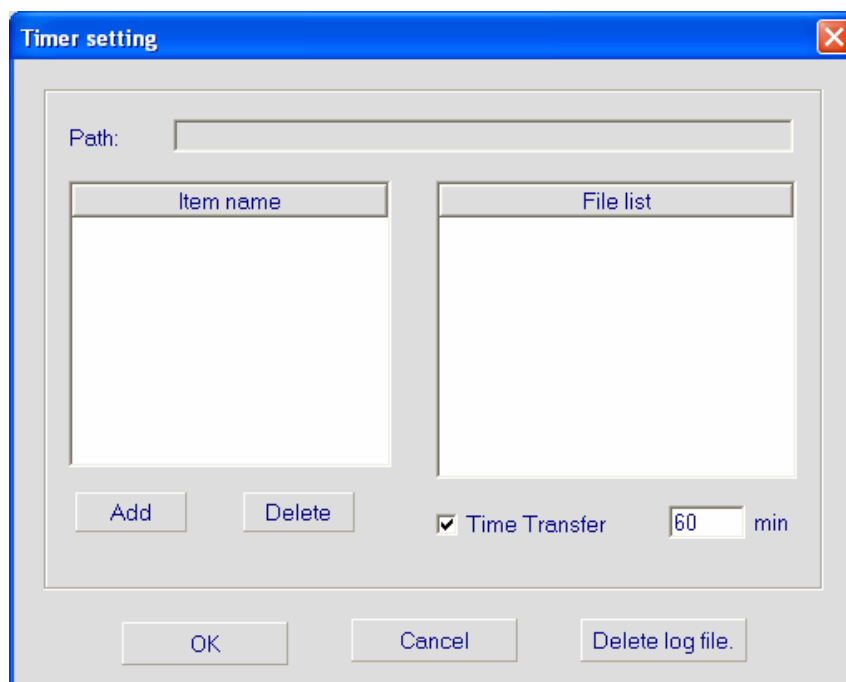 Timer setting
Path:
Item name
File list
Add
Delete
Time Transfer
60
min
OK
Cancel
Delete log file.